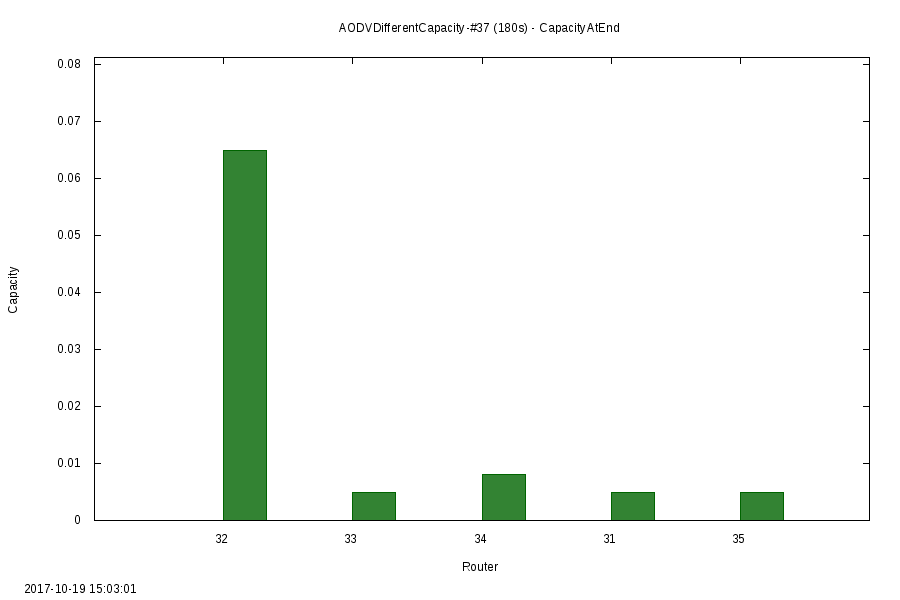 AODVDifferentCapacity-#37 (180s) - CapacityAtEnd
0.08
0.07
0.06
0.05
0.04
0.03
0.02
0.01
0
Capacity
32 33 34 31 35
Router
2017-10-19 15:03:01